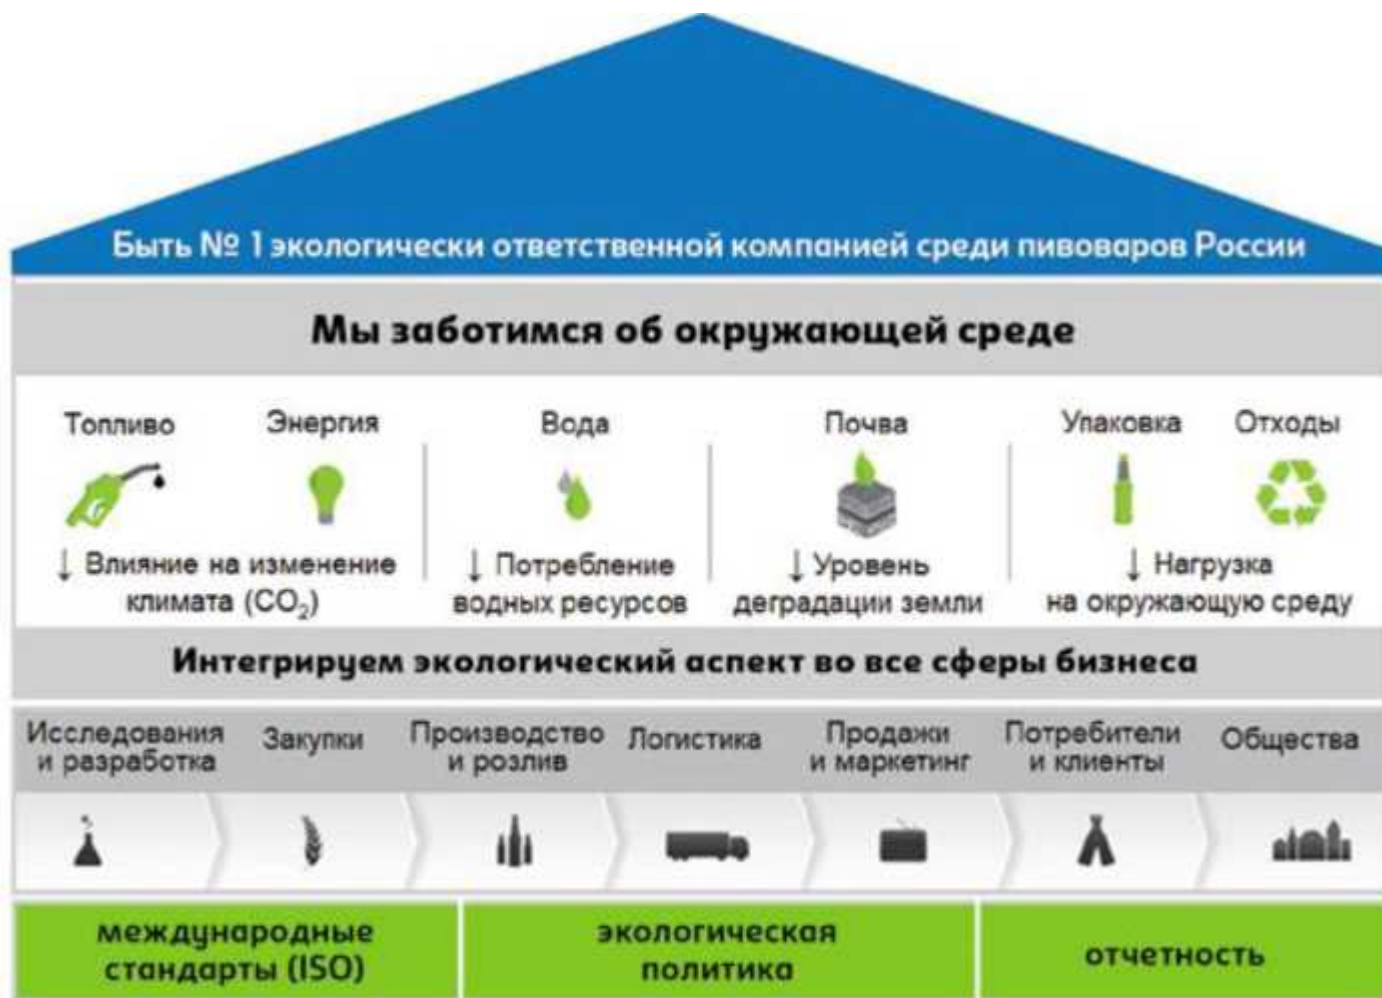 Быть № 1 экологически ответственной компанией среди пивоваров России
Мы заботимся об окружающей среде
Топливо
Энергия
Вода
Почва
Упаковка
Отходы
↓ Влияние на изменение
климата (CO₂)
↓ Потребление
водных ресурсов
↓ Уровень
деградации земли
↓ Нагрузка
на окружающую среду
Интегрируем экологический аспект во все сферы бизнеса
Исследования
и разработка
Закупки
Производство
и розлив
Логистика
Продажи
и маркетинг
Потребители
и клиенты
Общества
международные
стандарты (ISO)
экологическая
политика
отчетность